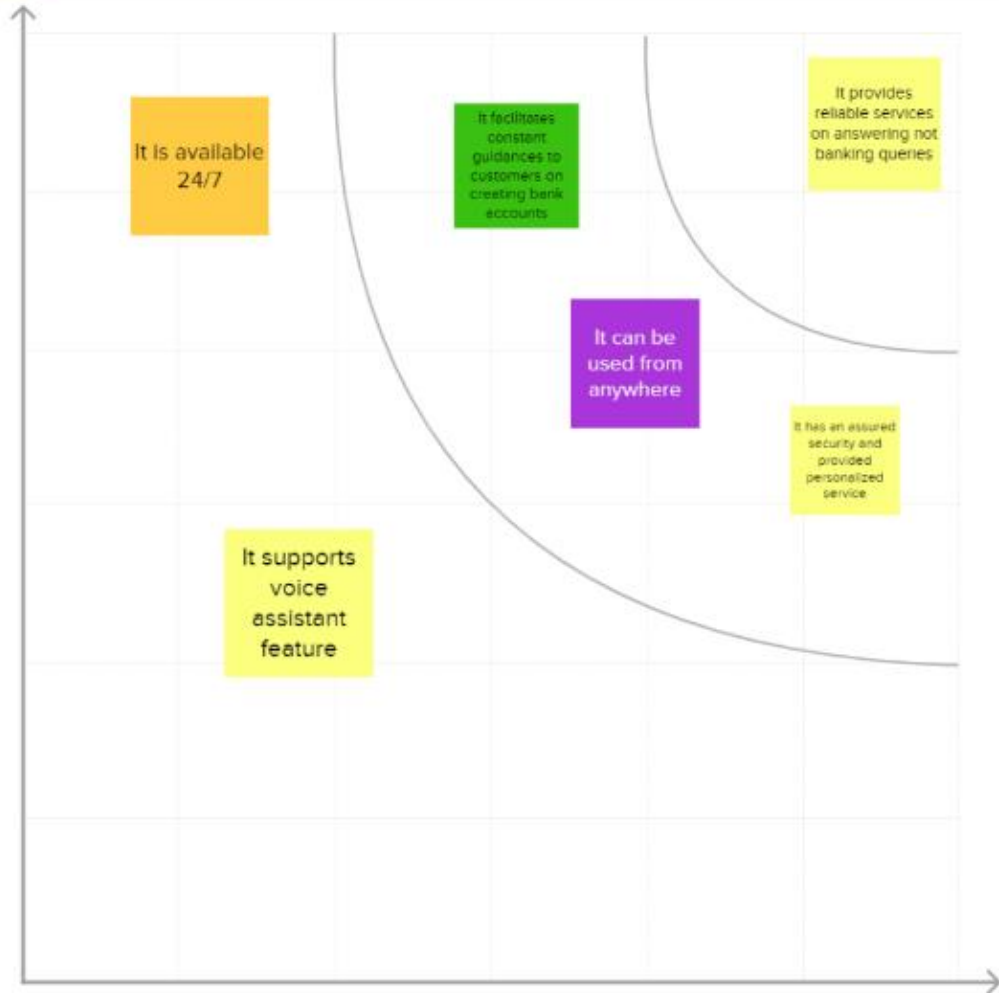 It is available
24/7
It facilitates
constant
guidances to
customers on
creating bank
accounts
It provides
reliable services
on answering not
banking queries
It can be
used from
anywhere
It has an assured
security and
provided
personalized
service
It supports
voice
assistant
feature